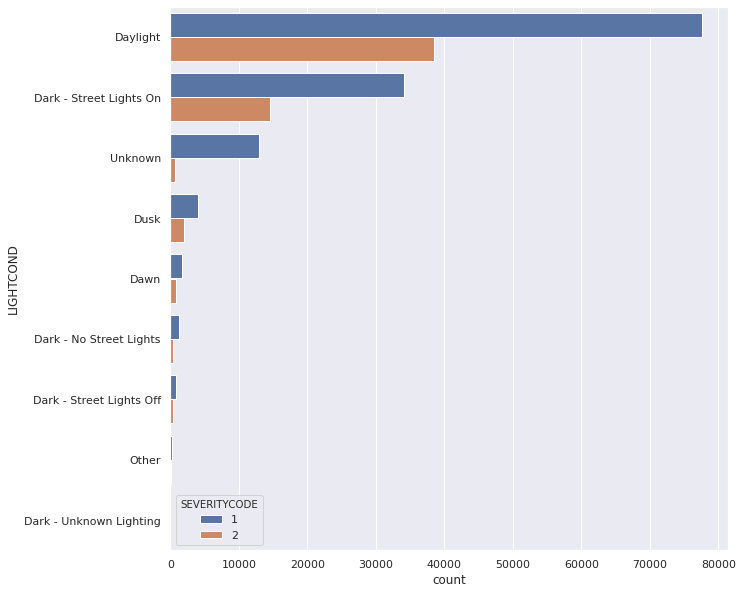 Daylight
Dark - Street Lights On
Unknown
Dusk
Dawn
Dark - No Street Lights
Dark - Street Lights Off
Other
Dark - Unknown Lighting
LIGHTCOND
SEVERITYCODE
1
2
0 10000 20000 30000 40000 50000 60000 70000 80000
count